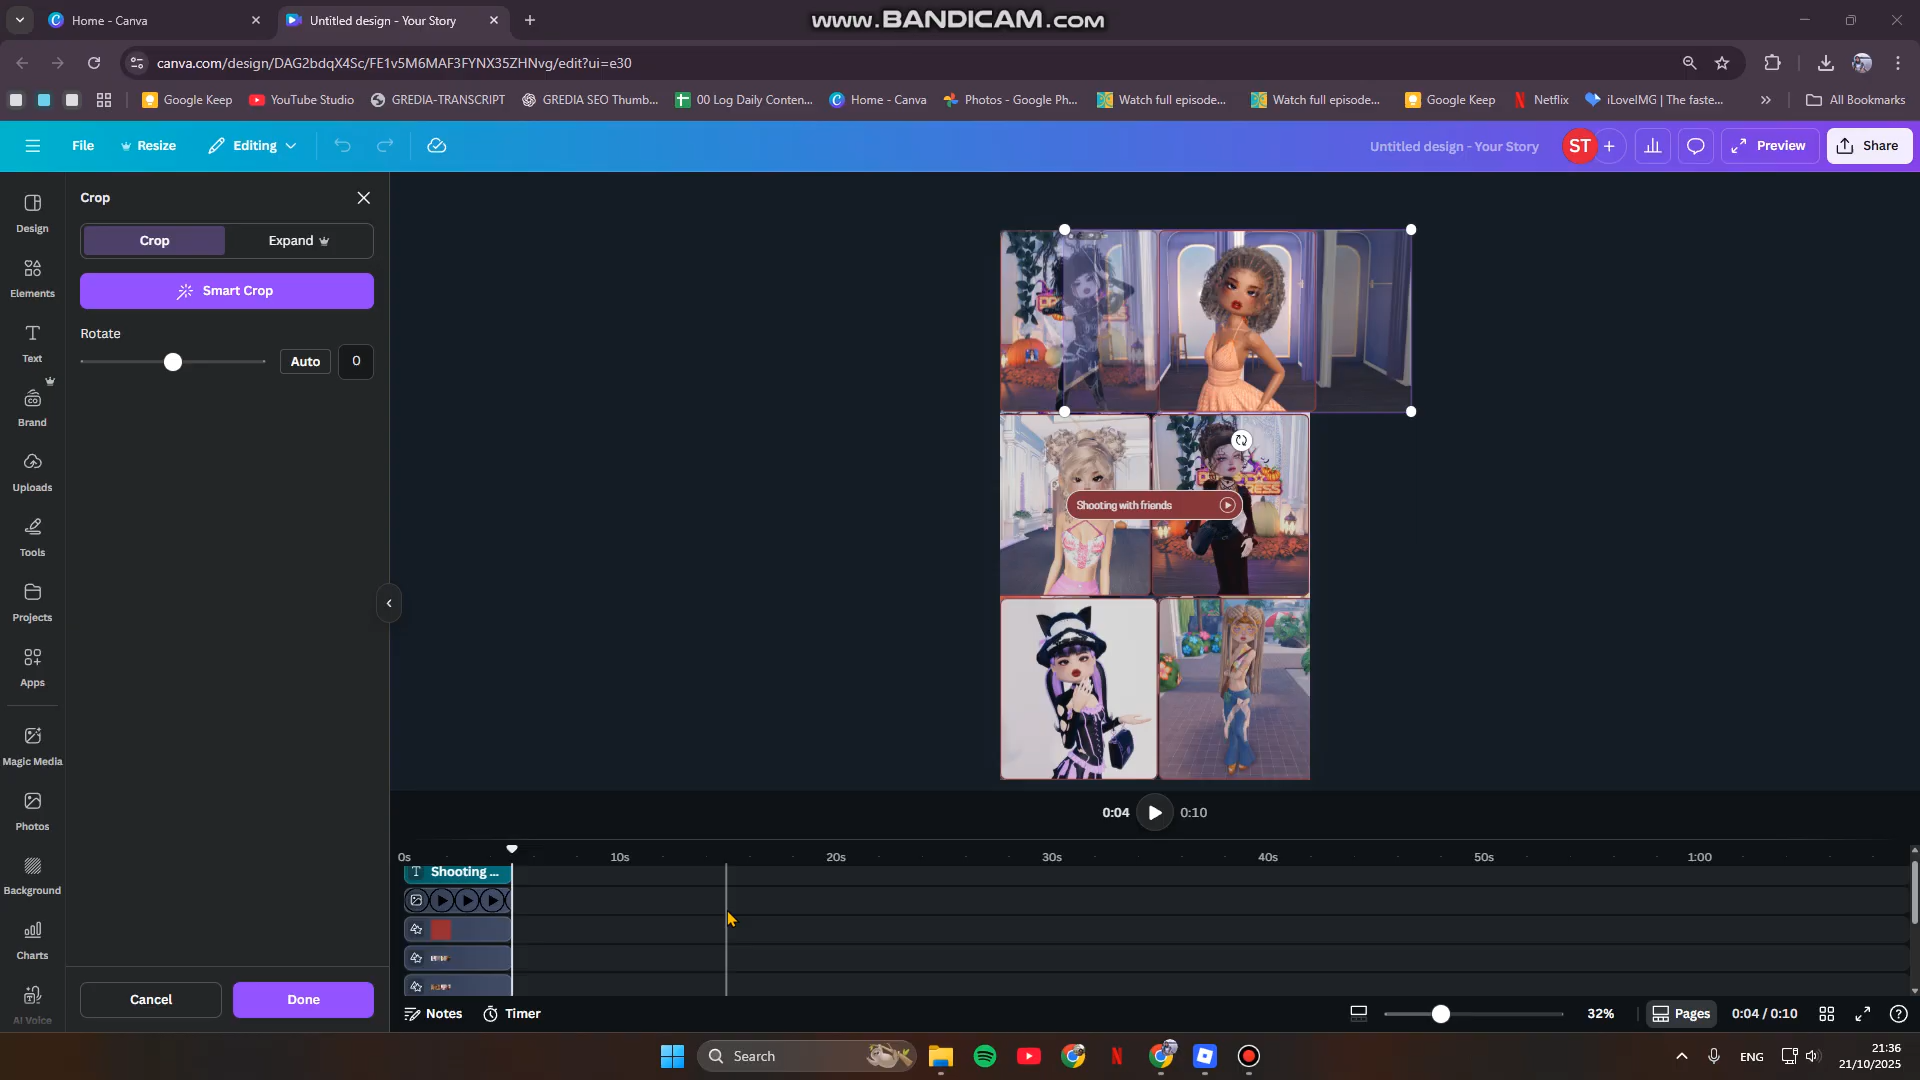 Home - Canva
Untitled design - Your Story
www.BANDICAM.com
canva.com/design/DAG2bdqX4Sc/FE1v5M6MAF3FYNX35ZHNvg/edit?ui=e30
Google Keep
YouTube Studio
GREDIA-TRANSCRIPT
GREDIA SEO Thumb...
00 Log Daily Conten...
Home - Canva
Photos - Google Ph...
Watch full episode...
Watch full episode...
Google Keep
Netflix
iLoveIMG | The faste...
All Bookmarks
File
Resize
Editing
Untitled design - Your Story
ST
Preview
Share
Design
Elements
Text
Brand
Uploads
Tools
Projects
Apps
Magic Media
Photos
Background
Charts
AI Voice
Crop
Crop
Expand
Smart Crop
Rotate
Auto
0
Cancel
Done
Shooting with friends
0:04
0:10
0s
10s
20s
30s
40s
50s
1:00
Shooting ...
Notes
Timer
32%
Pages
0:04 / 0:10
Search
ENG
21:36
21/10/2025